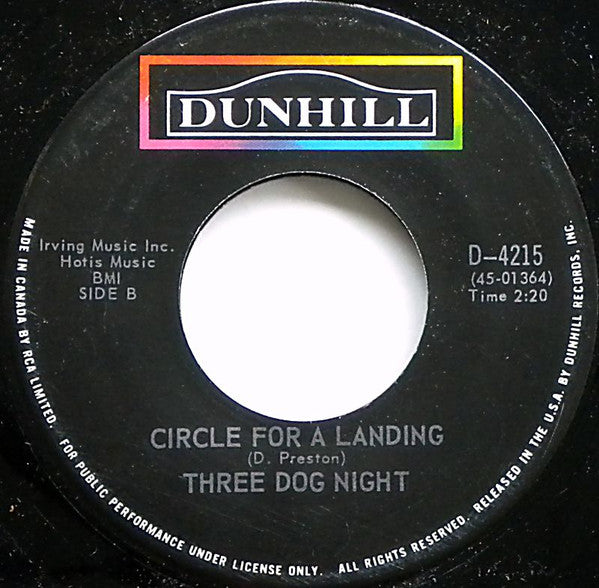 DUNHILL
Irving Music Inc.
Hotis Music
BMI
SIDE B
D-4215
(45-01364)
Time 2:20
CIRCLE FOR A LANDING
(D. Preston)
THREE DOG NIGHT
MADE IN CANADA BY RCA LIMITED. FOR PUBLIC PERFORMANCE UNDER LICENSE ONLY. ALL RIGHTS RESERVED. RELEASED IN THE U.S.A. BY DUNHILL RECORDS, INC.